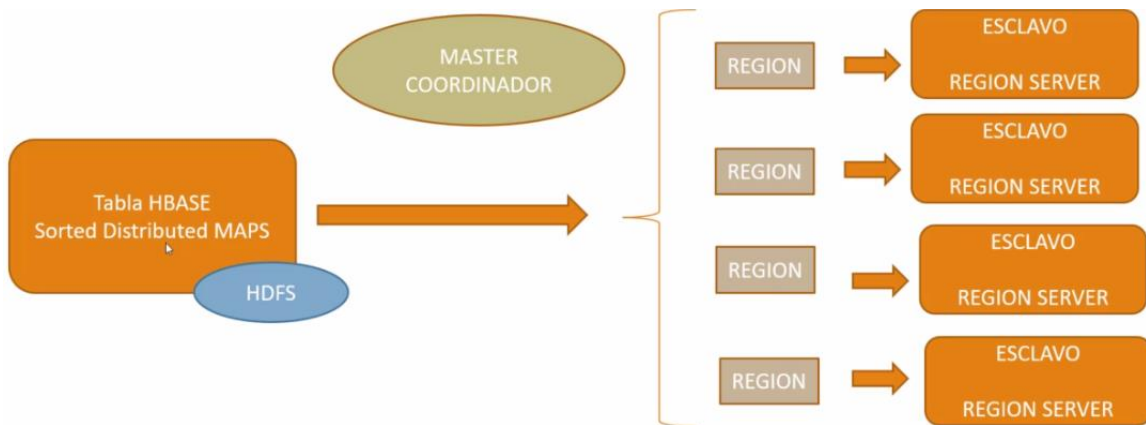 MASTER
COORDINADOR
Tabla HBASE
Sorted Distributed MAPS
HDFS
REGION
ESCLAVO
REGION SERVER
REGION
ESCLAVO
REGION SERVER
REGION
ESCLAVO
REGION SERVER
REGION
ESCLAVO
REGION SERVER